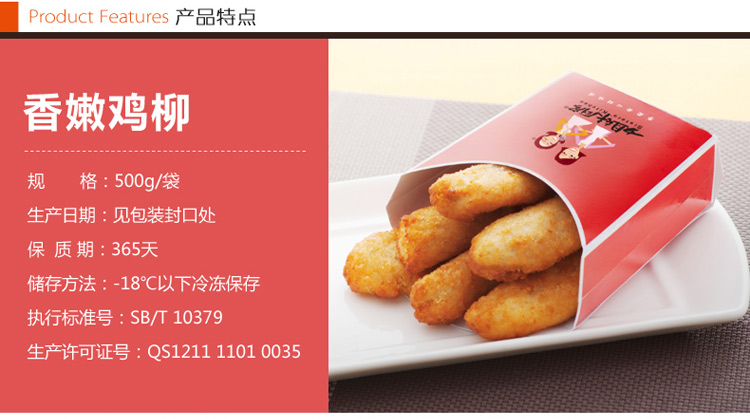 Product Features 产品特点
香嫩鸡柳
规 格：500g/袋
生产日期：见包装封口处
保 质 期：365天
储存方法：-18℃以下冷冻保存
执行标准号：SB/T 10379
生产许可证号：QS1211 1101 0035